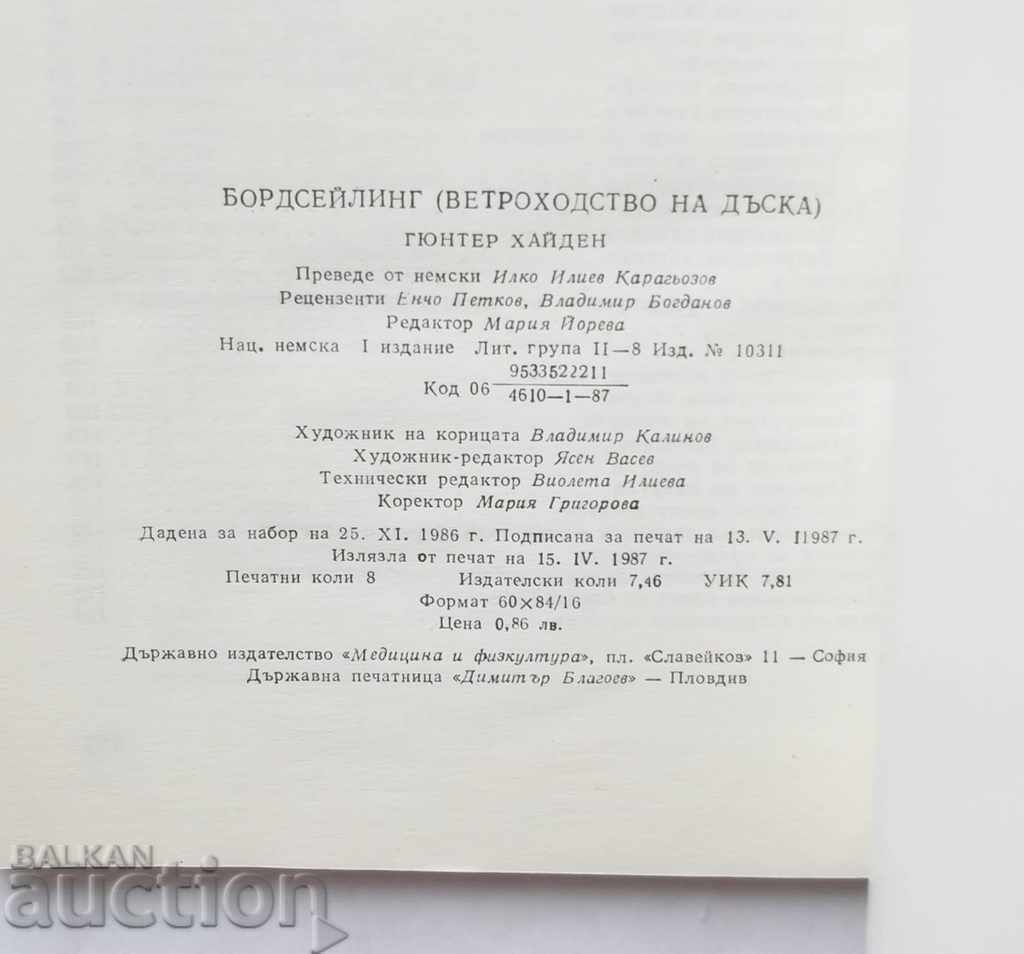 БОРДСЕЙЛИНГ (ВЕТРОХОДСТВО НА ДЪСКА)
ГЮНТЕР ХАЙДЕН
Преведе от немски Илко Илиев Карагьозов
Рецензенти Енчо Петков, Владимир Богданов
Редактор Мария Йорева
Нац. немска I издание Лит. група II—8 Изд. № 10311
9533522211
Код 06
4610—1—87
Художник на корицата Владимир Калинов
Художник-редактор Ясен Васев
Технически редактор Виолета Илиева
Коректор Мария Григорова
Дадена за набор на 25. XI. 1986 г. Подписана за печат на 13. V. I1987 г.
Излязла от печат на 15. IV. 1987 г.
Печатни коли 8 Издателски коли 7,46 УИК 7,81
Формат 60×84/16
Цена 0,86 лв.
Държавно издателство «Медицина и физкултура», пл. «Славейков» 11 — София
Държавна печатница «Димитър Благоев» — Пловдив
BALKAN
auction